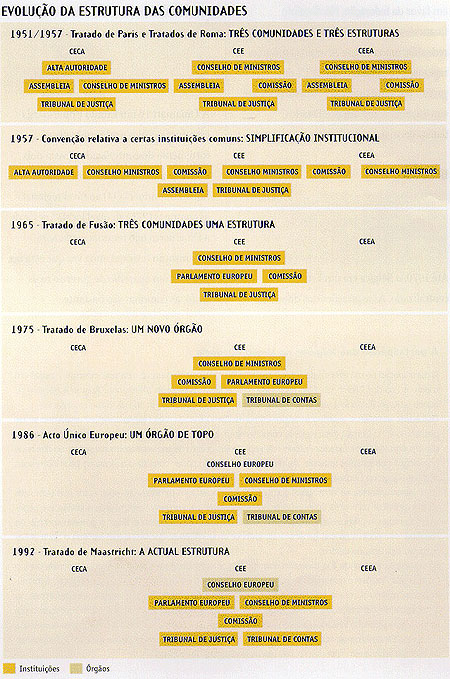 EVOLUÇÃO DA ESTRUTURA DAS COMUNIDADES
1951/1957 - Tratado de Paris e Tratados de Roma: TRÊS COMUNIDADES E TRÊS ESTRUTURAS
CECA CEE CEEA
ALTA AUTORIDADE CONSELHO DE MINISTROS CONSELHO DE MINISTROS
ASSEMBLEIA CONSELHO DE MINISTROS ASSEMBLEIA COMISSÃO ASSEMBLEIA COMISSÃO
TRIBUNAL DE JUSTIÇA TRIBUNAL DE JUSTIÇA TRIBUNAL DE JUSTIÇA
1957 - Convenção relativa a certas instituições comuns: SIMPLIFICAÇÃO INSTITUCIONAL
CECA CEE CEEA
ALTA AUTORIDADE CONSELHO MINISTROS COMISSÃO CONSELHO MINISTROS COMISSÃO CONSELHO MINISTROS
ASSEMBLEIA TRIBUNAL DE JUSTIÇA
1965 - Tratado de Fusão: TRÊS COMUNIDADES UMA ESTRUTURA
CECA CEE CEEA
CONSELHO DE MINISTROS
PARLAMENTO EUROPEU COMISSÃO
TRIBUNAL DE JUSTIÇA
1975 - Tratado de Bruxelas: UM NOVO ÓRGÃO
CECA CEE CEEA
CONSELHO DE MINISTROS
COMISSÃO PARLAMENTO EUROPEU
TRIBUNAL DE JUSTIÇA TRIBUNAL DE CONTAS
1986 - Acto Único Europeu: UM ÓRGÃO DE TOPO
CECA CEE CEEA
CONSELHO EUROPEU
PARLAMENTO EUROPEU CONSELHO DE MINISTROS
COMISSÃO
TRIBUNAL DE JUSTIÇA TRIBUNAL DE CONTAS
1992 - Tratado de Maastricht: A ACTUAL ESTRUTURA
CECA CEE CEEA
CONSELHO EUROPEU
PARLAMENTO EUROPEU CONSELHO DE MINISTROS
COMISSÃO
TRIBUNAL DE JUSTIÇA TRIBUNAL DE CONTAS
Instituições Órgãos